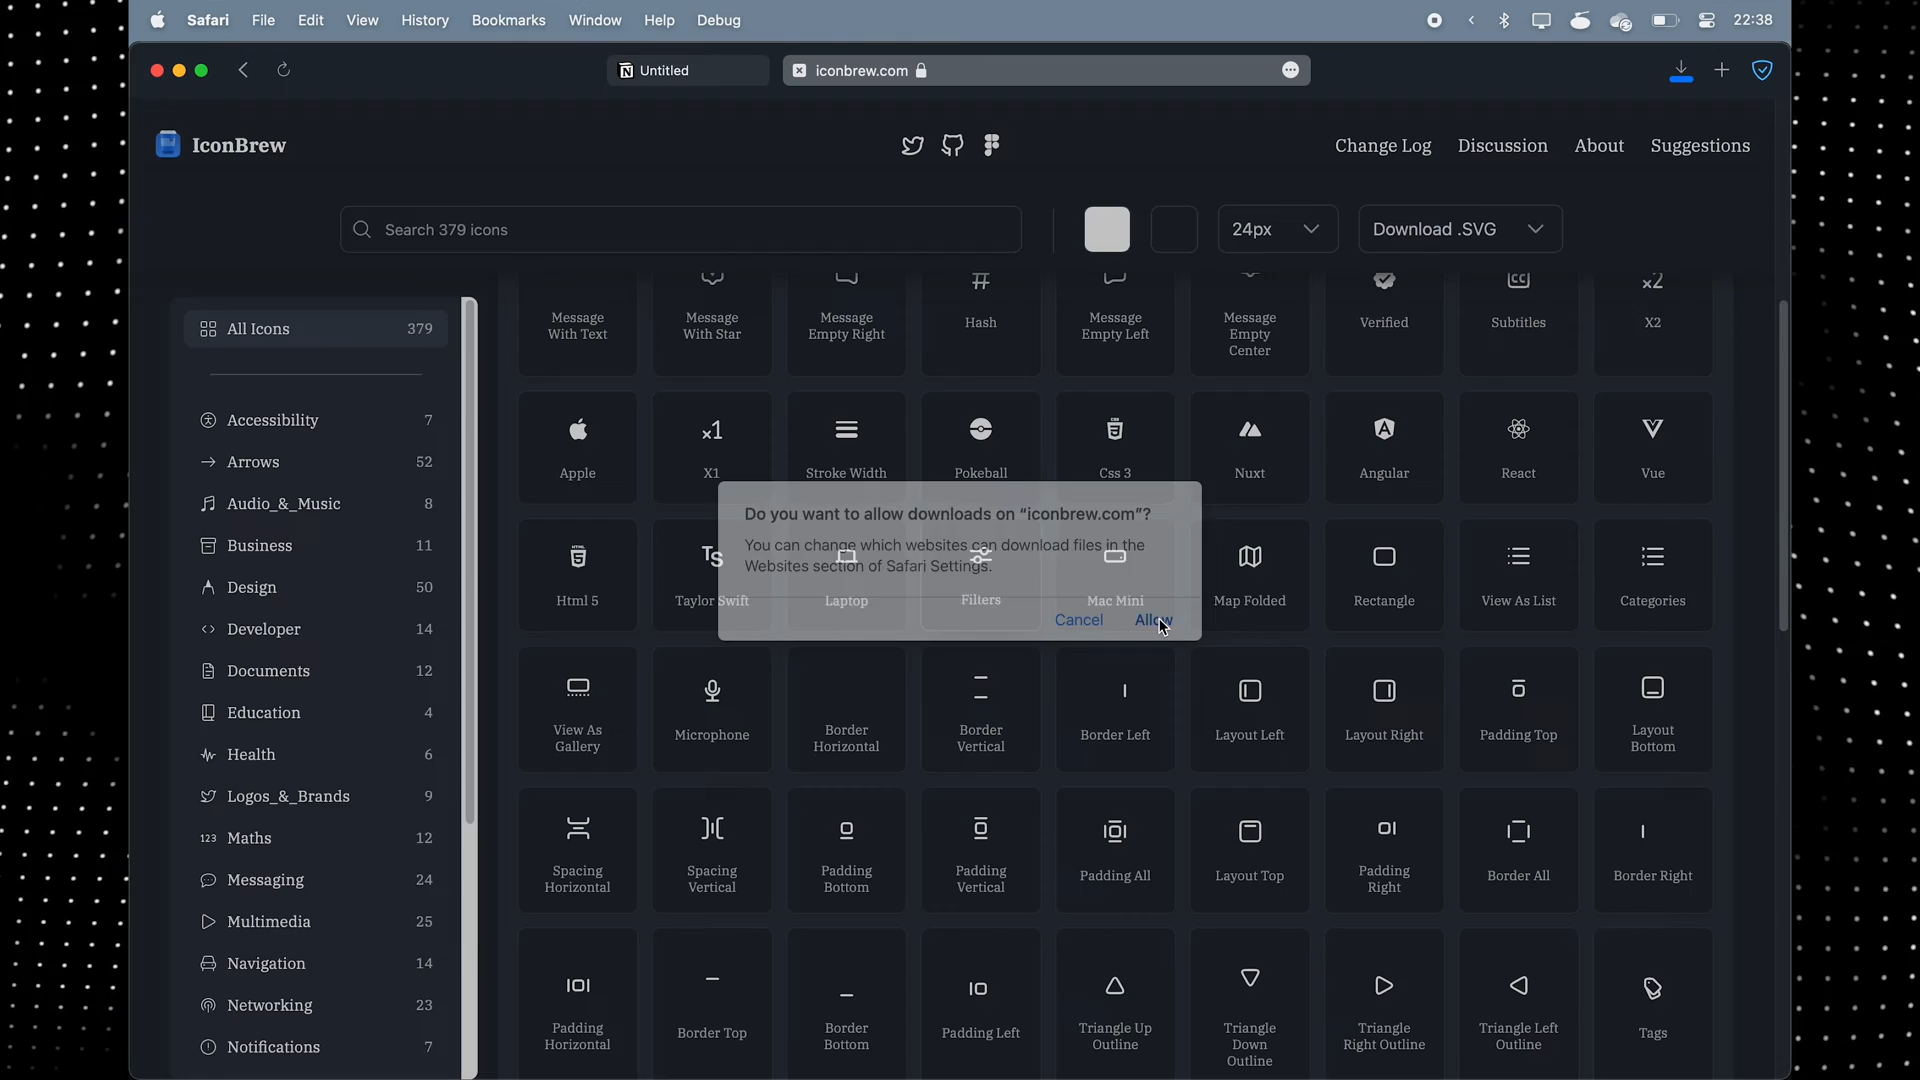 Safari File Edit View History Bookmarks Window Help Debug 22:38
Untitled iconbrew.com
IconBrew Change Log Discussion About Suggestions
Search 379 icons 24px Download .SVG
All Icons 379
Accessibility 7
Arrows 52
Audio_&_Music 8
Business 11
Design 50
Developer 14
Documents 12
Education 4
Health 6
Logos_&_Brands 9
123 Maths 12
Messaging 24
Multimedia 25
Navigation 14
Networking 23
Notifications 7
Message
With Text
Message
With Star
Message
Empty Right
Hash
Message
Empty Left
Message
Empty
Center
Verified
CC
Subtitles
x2
X2
Apple
x1
X1
Stroke Width
Pokeball
CSS
Css 3
Nuxt
Angular
React
Vue
HTML
Html 5
Ts
Taylor Swift
Laptop
Filters
Mac Mini
Map Folded
Rectangle
View As List
Categories
Do you want to allow downloads on “iconbrew.com”?
You can change which websites can download files in the
Websites section of Safari Settings.
Cancel Allow
View As
Gallery
Microphone
Border
Horizontal
Border
Vertical
Border Left
Layout Left
Layout Right
Padding Top
Layout
Bottom
Spacing
Horizontal
Spacing
Vertical
Padding
Bottom
Padding
Vertical
Padding All
Layout Top
Padding
Right
Border All
Border Right
Padding
Horizontal
Border Top
Border
Bottom
Padding Left
Triangle Up
Outline
Triangle
Down
Outline
Triangle
Right Outline
Triangle Left
Outline
Tags